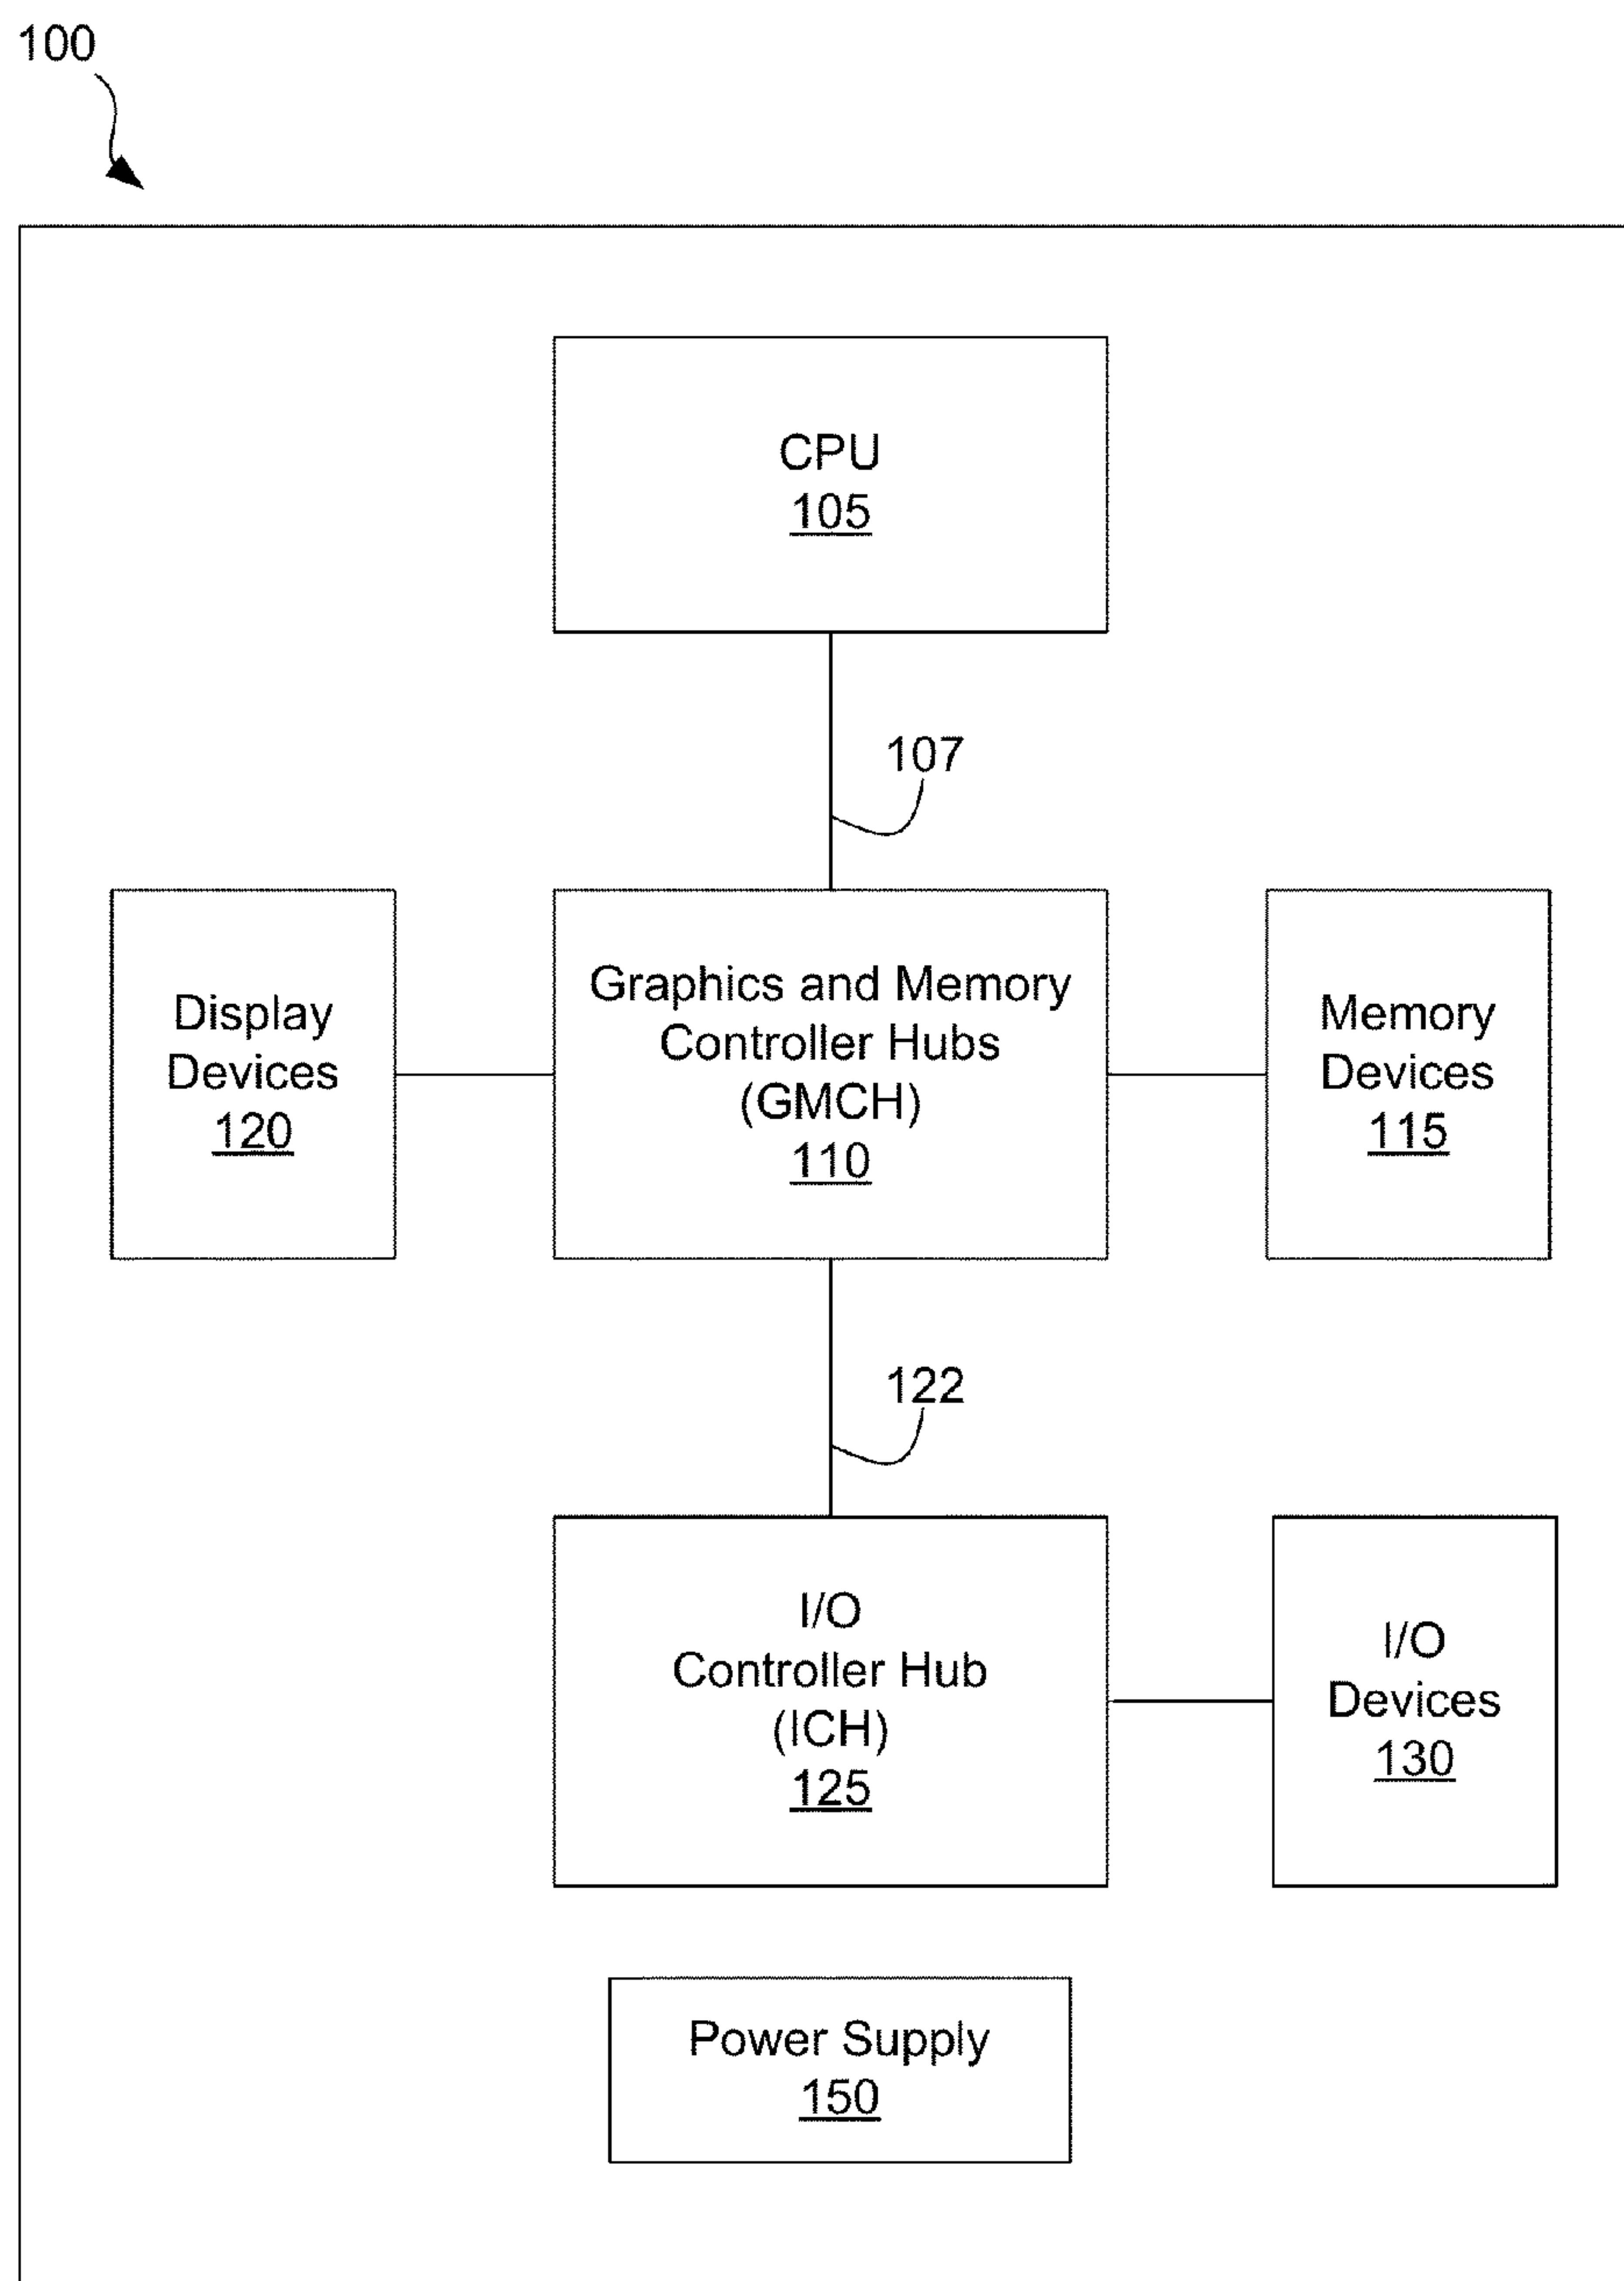 100
CPU
105
107
Display
Devices
120
Graphics and Memory
Controller Hubs
(GMCH)
110
Memory
Devices
115
122
I/O
Controller Hub
(ICH)
125
I/O
Devices
130
Power Supply
150